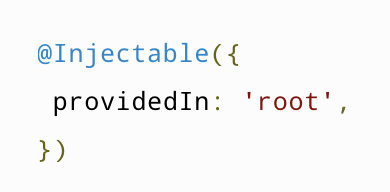 @Injectable({
 providedIn: 'root',
})